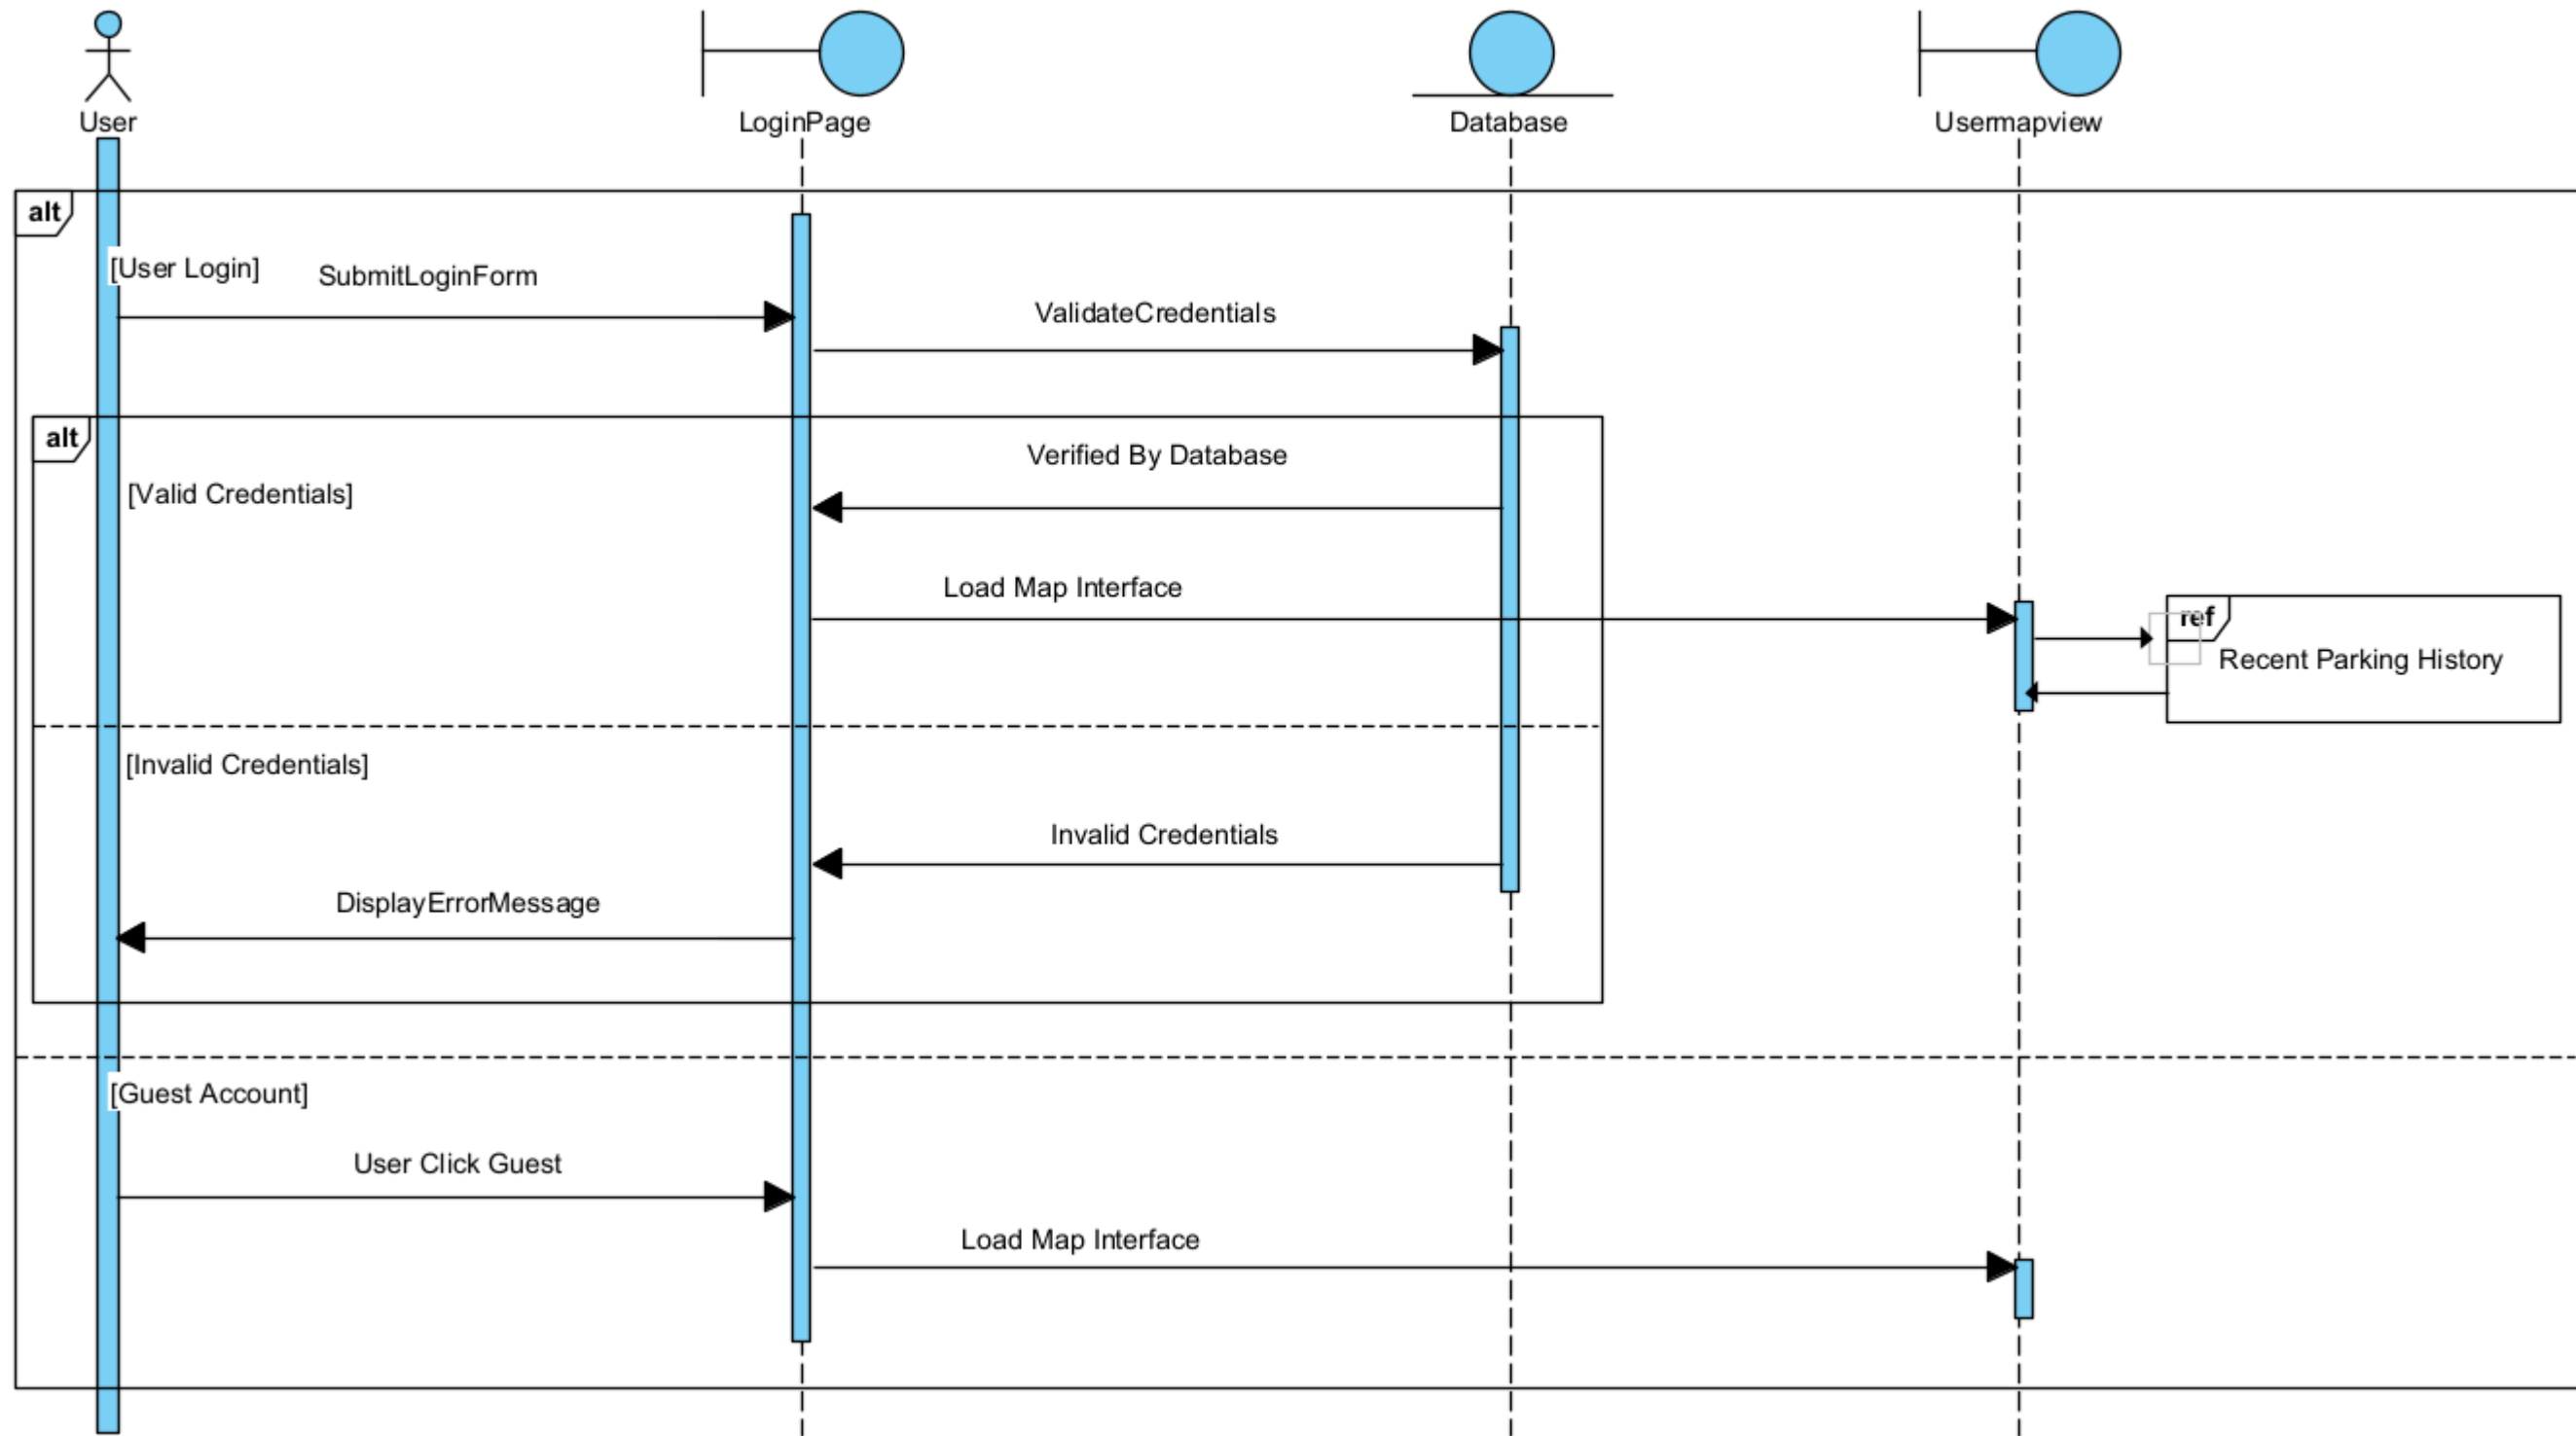 User
LoginPage
Database
Usermapview
alt
[User Login]
SubmitLoginForm
ValidateCredentials
alt
Verified By Database
[Valid Credentials]
Load Map Interface
ref
Recent Parking History
[Invalid Credentials]
Invalid Credentials
DisplayErrorMessage
[Guest Account]
User Click Guest
Load Map Interface